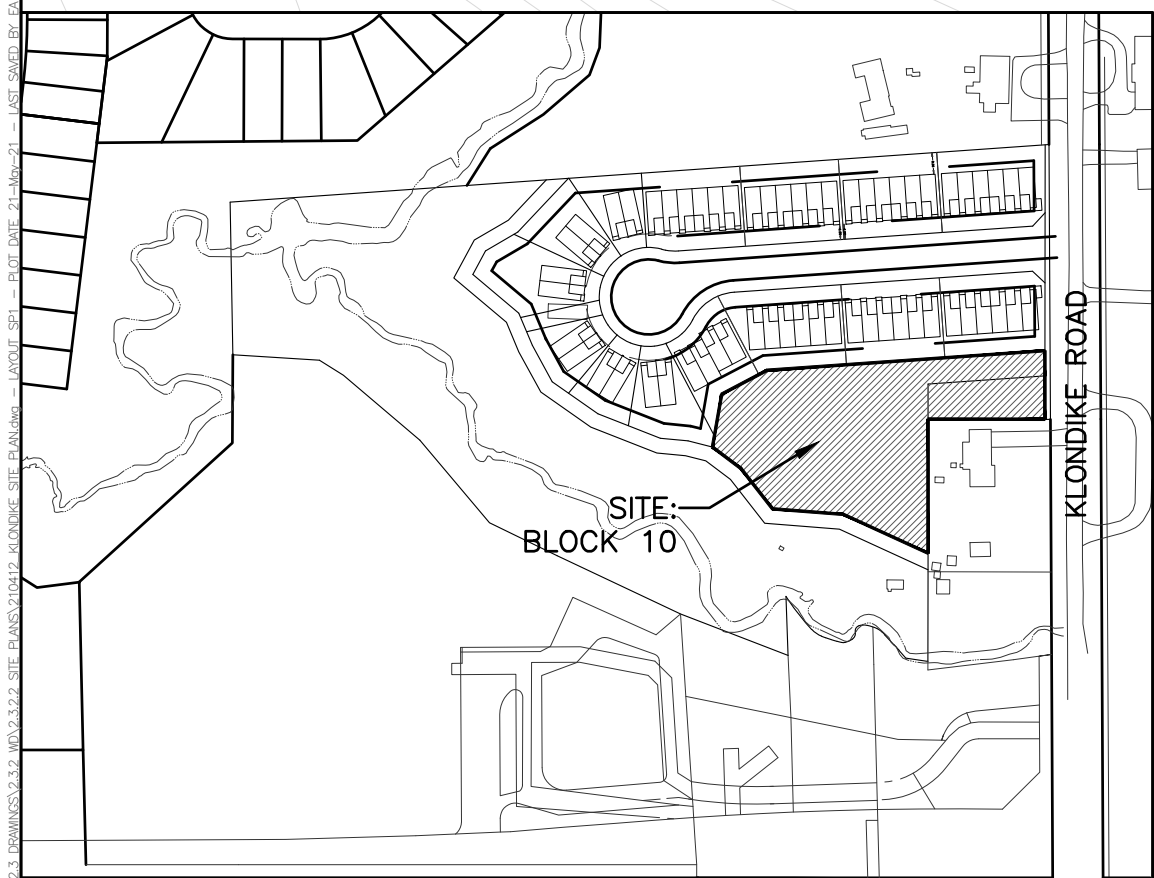 2.3 DRAWINGS\2.3.2 WD\2.3.2.2 SITE PLANS\210412 KLONDIKE SITE PLAN.dwg – LAYOUT SP1 – PLOT DATE 21-May-21 – LAST SAVED BY EA
SITE:
BLOCK 10
KLONDIKE ROAD